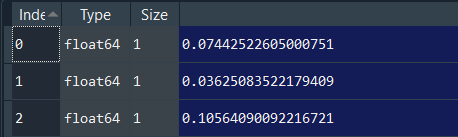 Inde Type Size
0 float64 1 0.07442522605000751
1 float64 1 0.03625083522179409
2 float64 1 0.10564090092216721